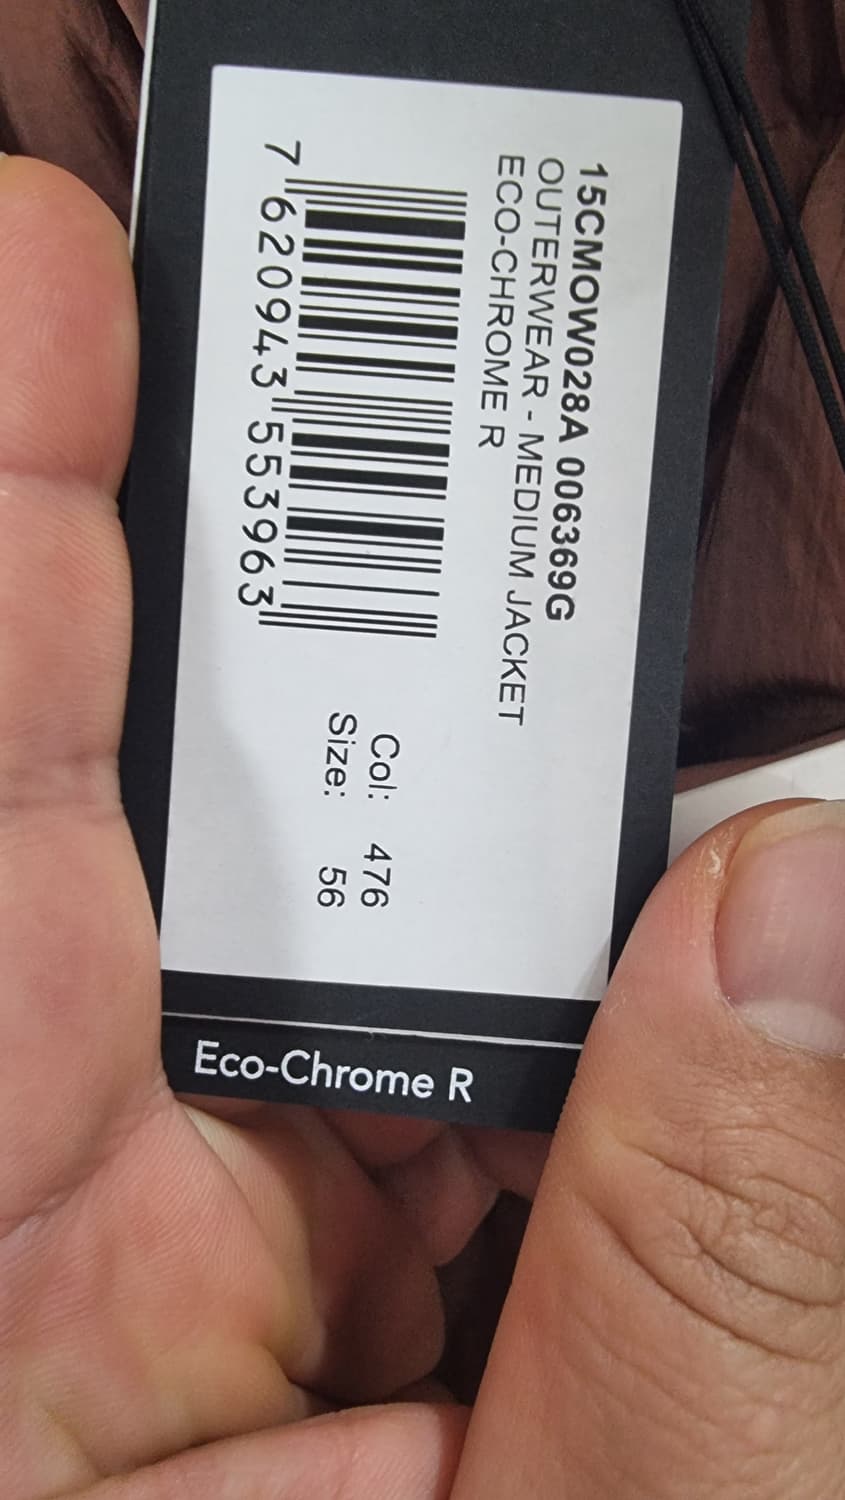 15CMOW028A 006369G
OUTERWEAR - MEDIUM JACKET
ECO-CHROME R
7 620943 553963
Col: 476
Size: 56
Eco-Chrome R